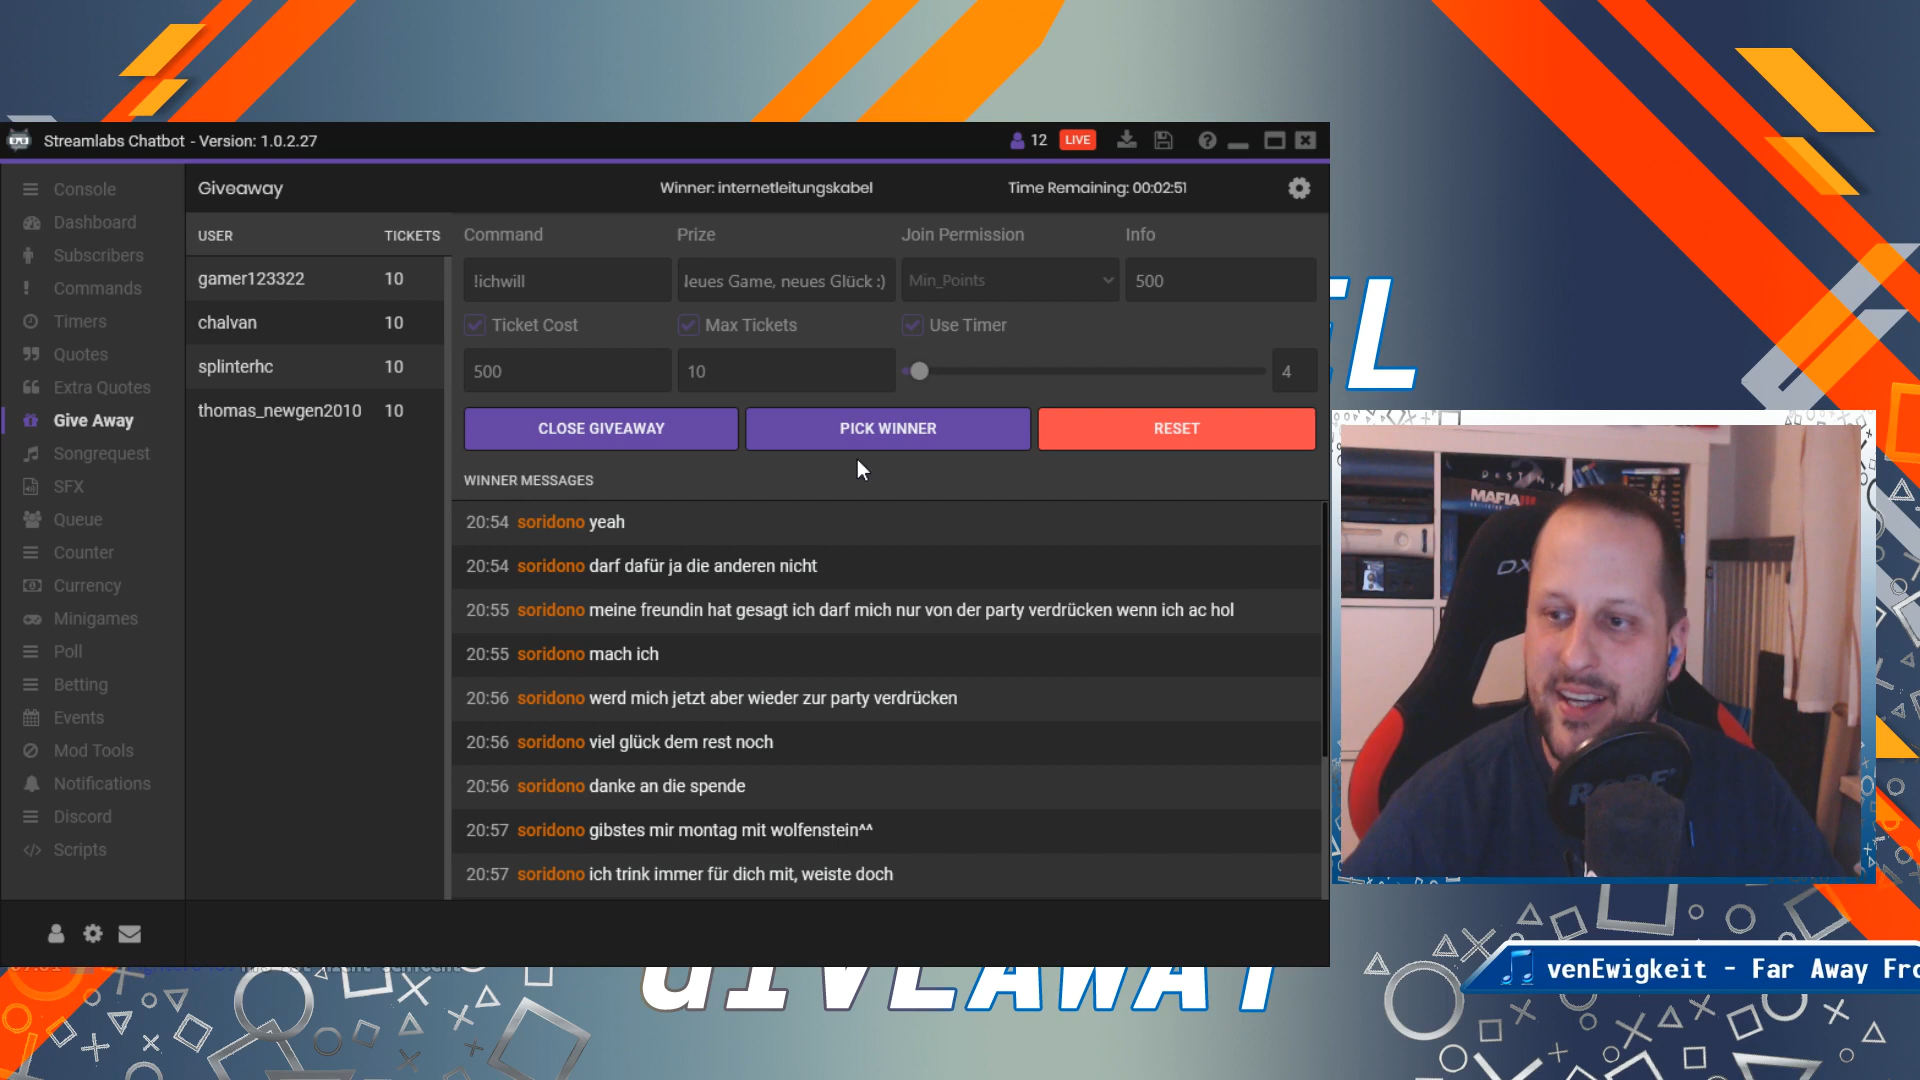 Streamlabs Chatbot - Version: 1.0.2.27
12
LIVE
Console
Dashboard
Subscribers
Commands
Timers
Quotes
Extra Quotes
Give Away
Songrequest
SFX
Queue
Counter
Currency
Minigames
Poll
Betting
Events
Mod Tools
Notifications
Discord
Scripts
Giveaway
Winner: internetleitungskabel
Time Remaining: 00:02:51
USER TICKETS
gamer123322 10
chalvan 10
splinterhc 10
thomas_newgen2010 10
Command Prize Join Permission Info
!ichwill
Neues Game, neues Glück :)
Min_Points
500
Ticket Cost Max Tickets Use Timer
500 10 4
CLOSE GIVEAWAY PICK WINNER RESET
WINNER MESSAGES
20:54 soridono yeah
20:54 soridono darf dafür ja die anderen nicht
20:55 soridono meine freundin hat gesagt ich darf mich nur von der party verdrücken wenn ich ac hol
20:55 soridono mach ich
20:56 soridono werd mich jetzt aber wieder zur party verdrücken
20:56 soridono viel glück dem rest noch
20:56 soridono danke an die spende
20:57 soridono gibstes mir montag mit wolfenstein^^
20:57 soridono ich trink immer für dich mit, weiste doch
DESTINY
MAFIA III
DX
RODE
GIVEAWAY
venEwigkeit - Far Away Fro